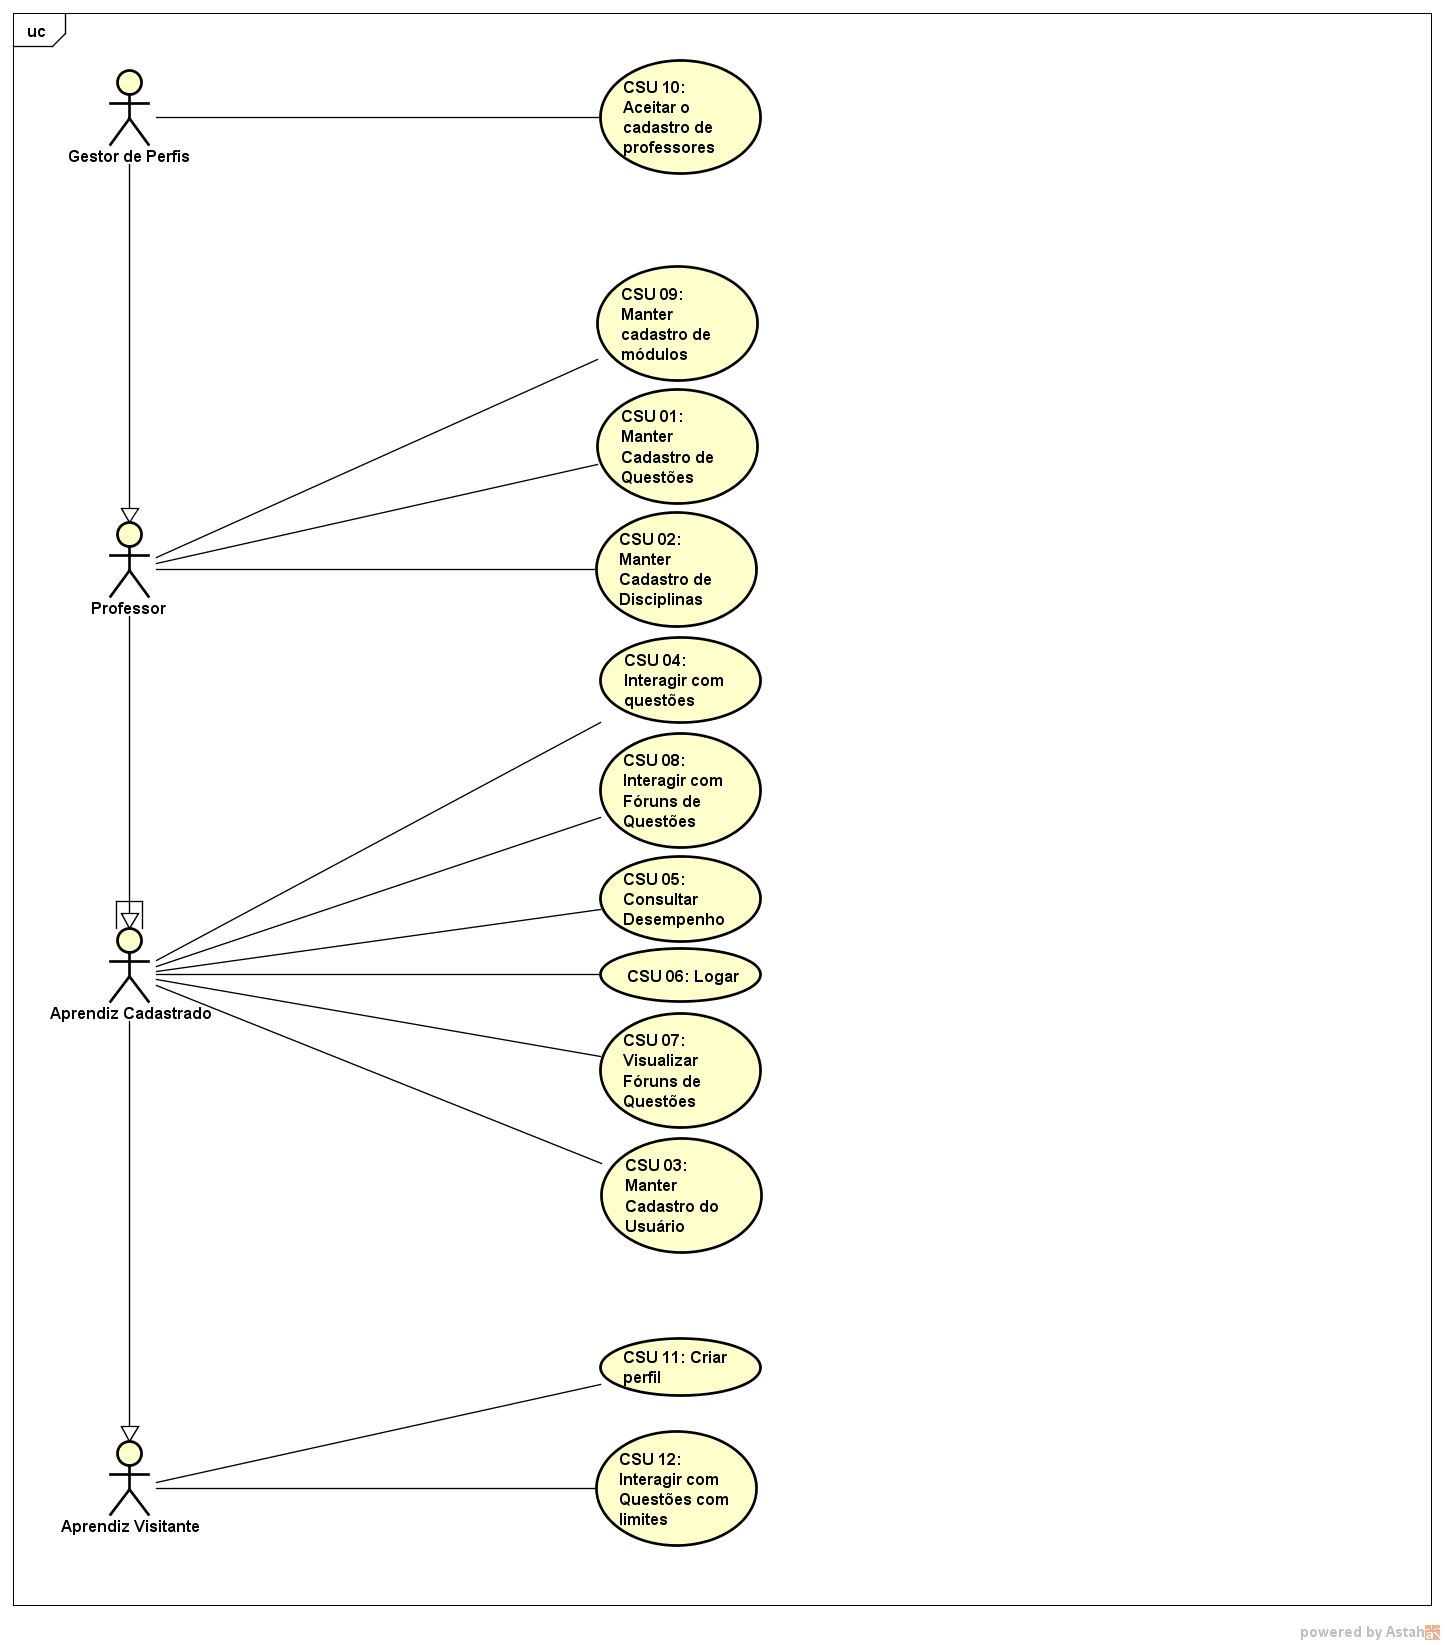 uc
CSU 10:
Aceitar o
cadastro de
professores
Gestor de Perfis
CSU 09:
Manter
cadastro de
módulos
CSU 01:
Manter
Cadastro de
Questões
CSU 02:
Manter
Cadastro de
Disciplinas
Professor
CSU 04:
Interagir com
questões
CSU 08:
Interagir com
Fóruns de
Questões
CSU 05:
Consultar
Desempenho
CSU 06: Logar
Aprendiz Cadastrado
CSU 07:
Visualizar
Fóruns de
Questões
CSU 03:
Manter
Cadastro do
Usuário
CSU 11: Criar
perfil
CSU 12:
Interagir com
Questões com
limites
Aprendiz Visitante
powered by Astah